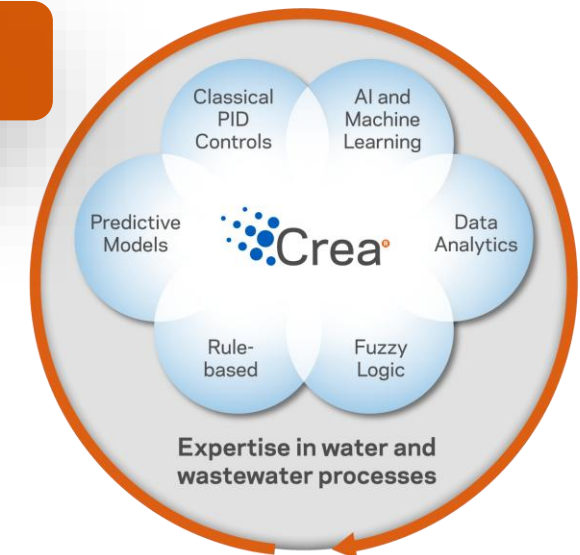 Classical
PID
Controls
AI and
Machine
Learning
Predictive
Models
Crea®
Data
Analytics
Rule-
based
Fuzzy
Logic
Expertise in water and
wastewater processes